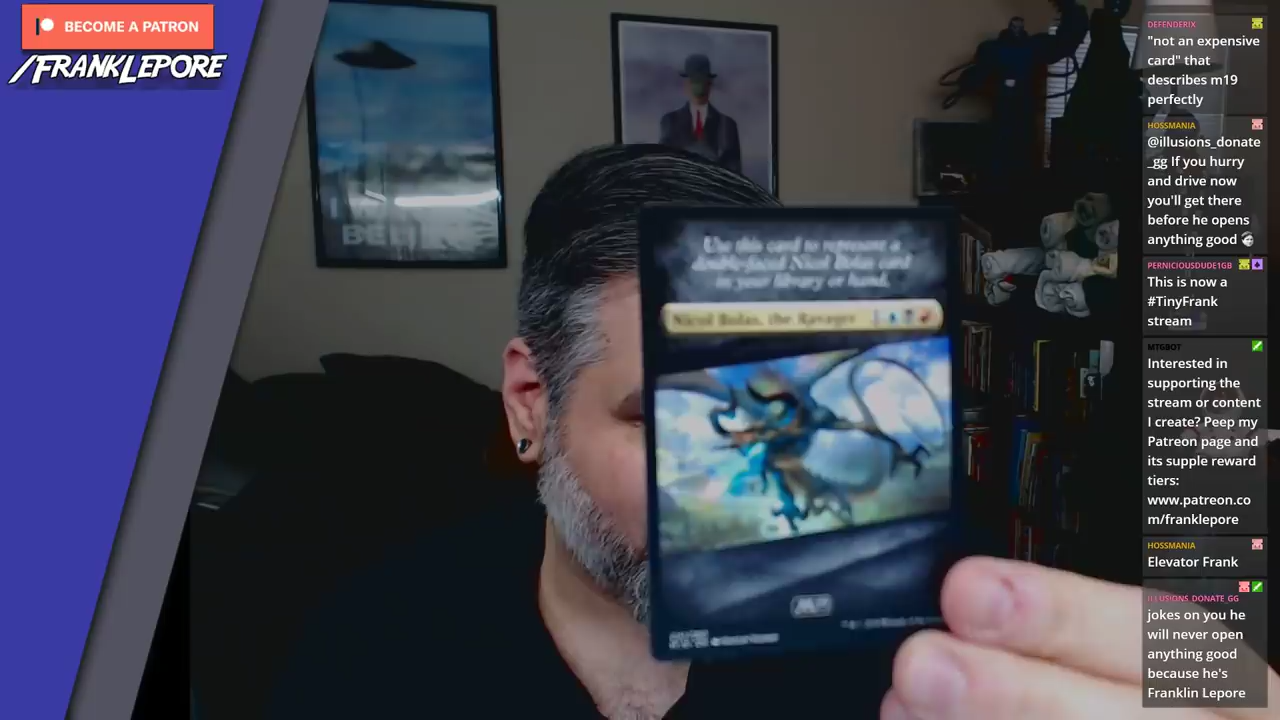 BECOME A PATRON
/FRANKLEPORE
BE
Use this card to represent a
double-faced Nicol Bolas card
in your library or hand.
Nicol Bolas, the Ravager
DEFENDERIX
"not an expensive
card" that
describes m19
perfectly
HOSSMANIA
@illusions_donate
_gg If you hurry
and drive now
you'll get there
before he opens
anything good
PERNICIOUSDUDE1GB
This is now a
#TinyFrank
stream
MTGBOT
Interested in
supporting the
stream or content
I create? Peep my
Patreon page and
its supple reward
tiers:
www.patreon.co
m/franklepore
HOSSMANIA
Elevator Frank
ILLUSIONS_DONATE_GG
jokes on you he
will never open
anything good
because he's
Franklin Lepore